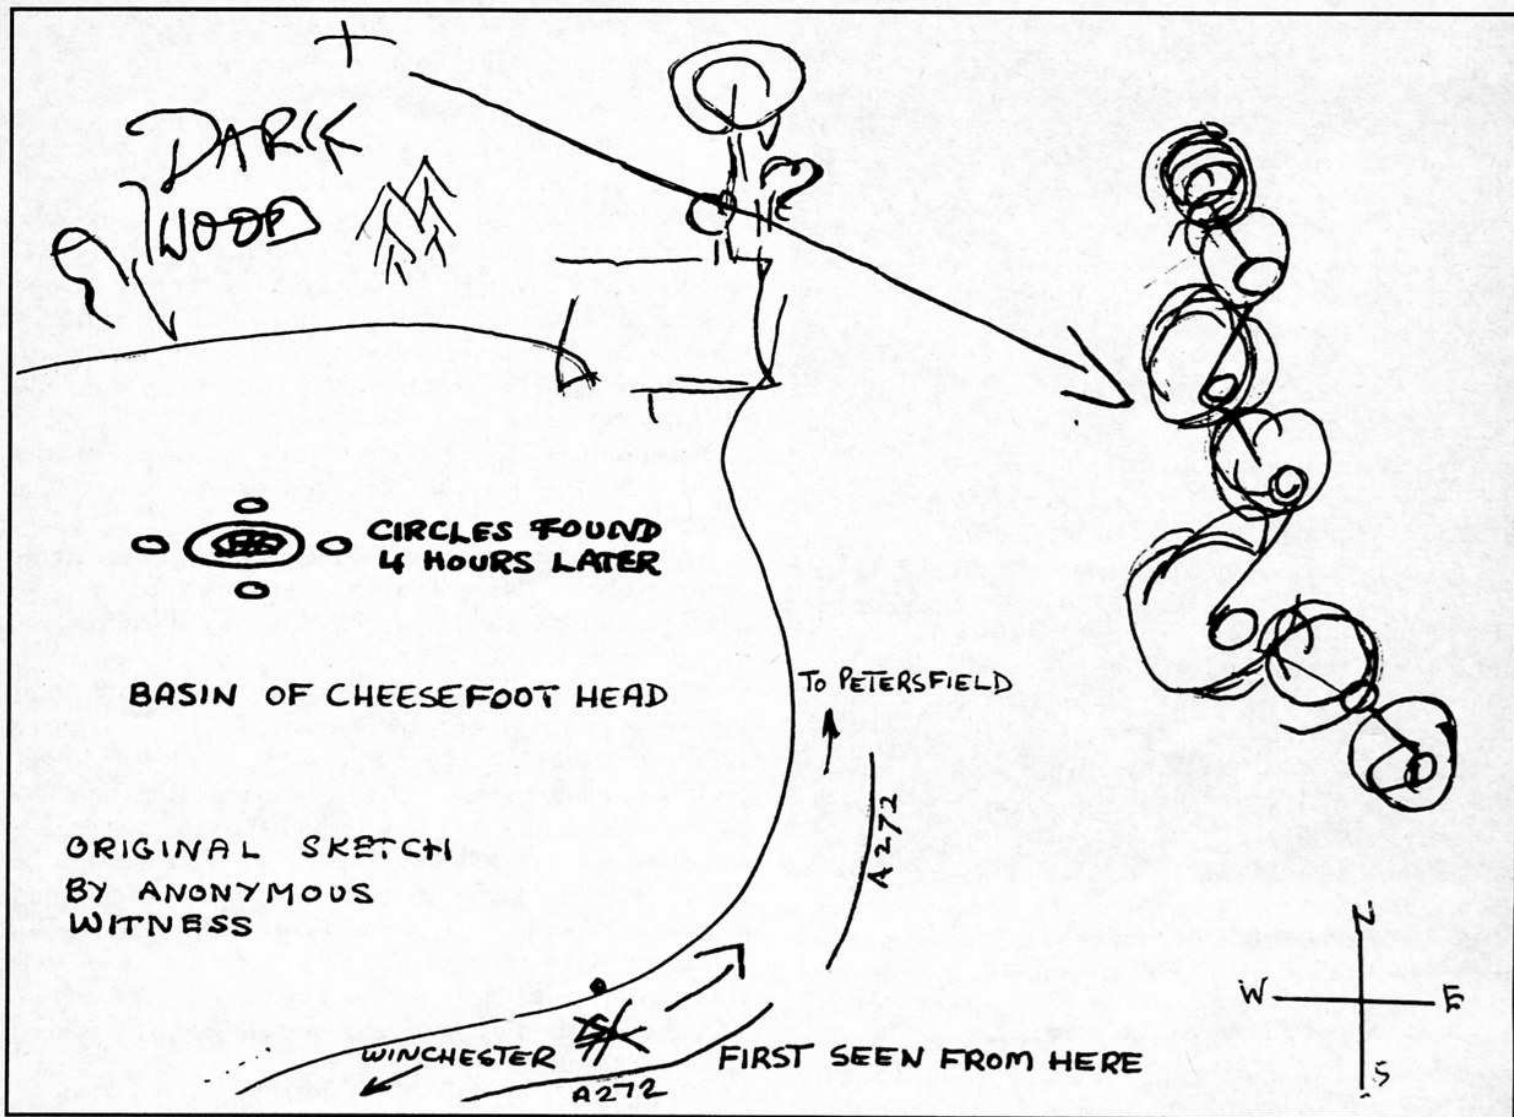 DARK
WOOD
CIRCLES FOUND
4 HOURS LATER
BASIN OF CHEESEFOOT HEAD
TO PETERSFIELD
A272
ORIGINAL SKETCH
BY ANONYMOUS
WITNESS
N
W E
S
WINCHESTER
FIRST SEEN FROM HERE
A272